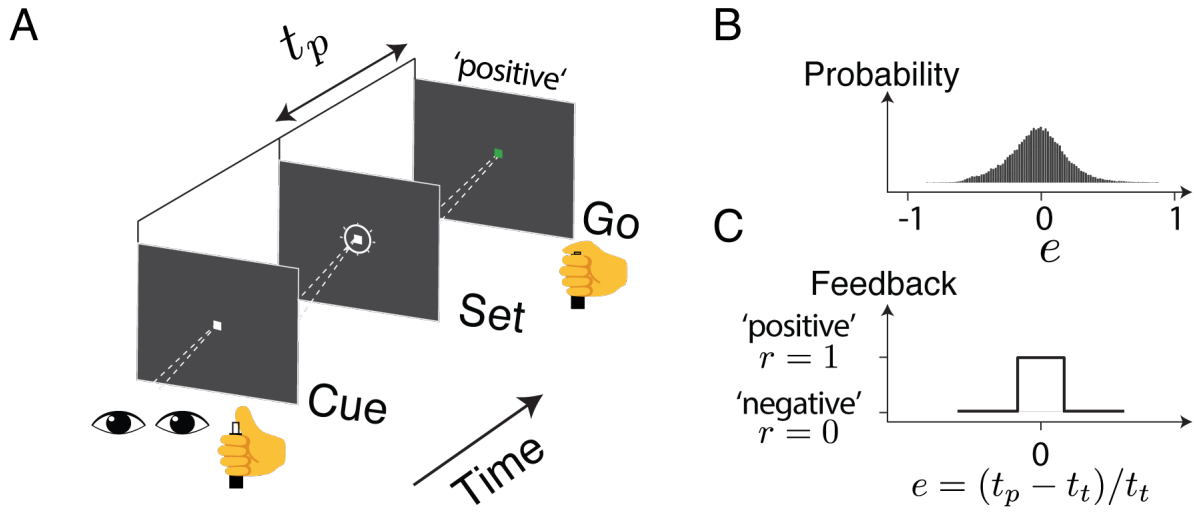 A
t_p
'positive'
Go
Set
Cue
Time
B
Probability
-1
0
1
e
C
Feedback
'positive'
r = 1
'negative'
r = 0
0
e = (t_p − t_t)/t_t